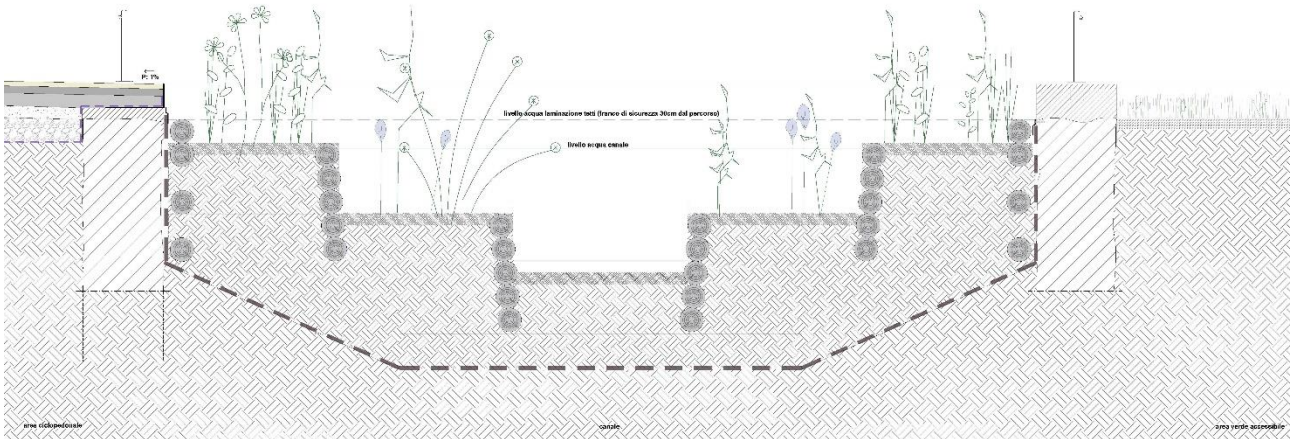 P: 1%
livello acqua laminazione tetti (franco di sicurezza 30cm dal percorso)
livello acqua canale
area ciclopedonale
canale
area verde accessibile